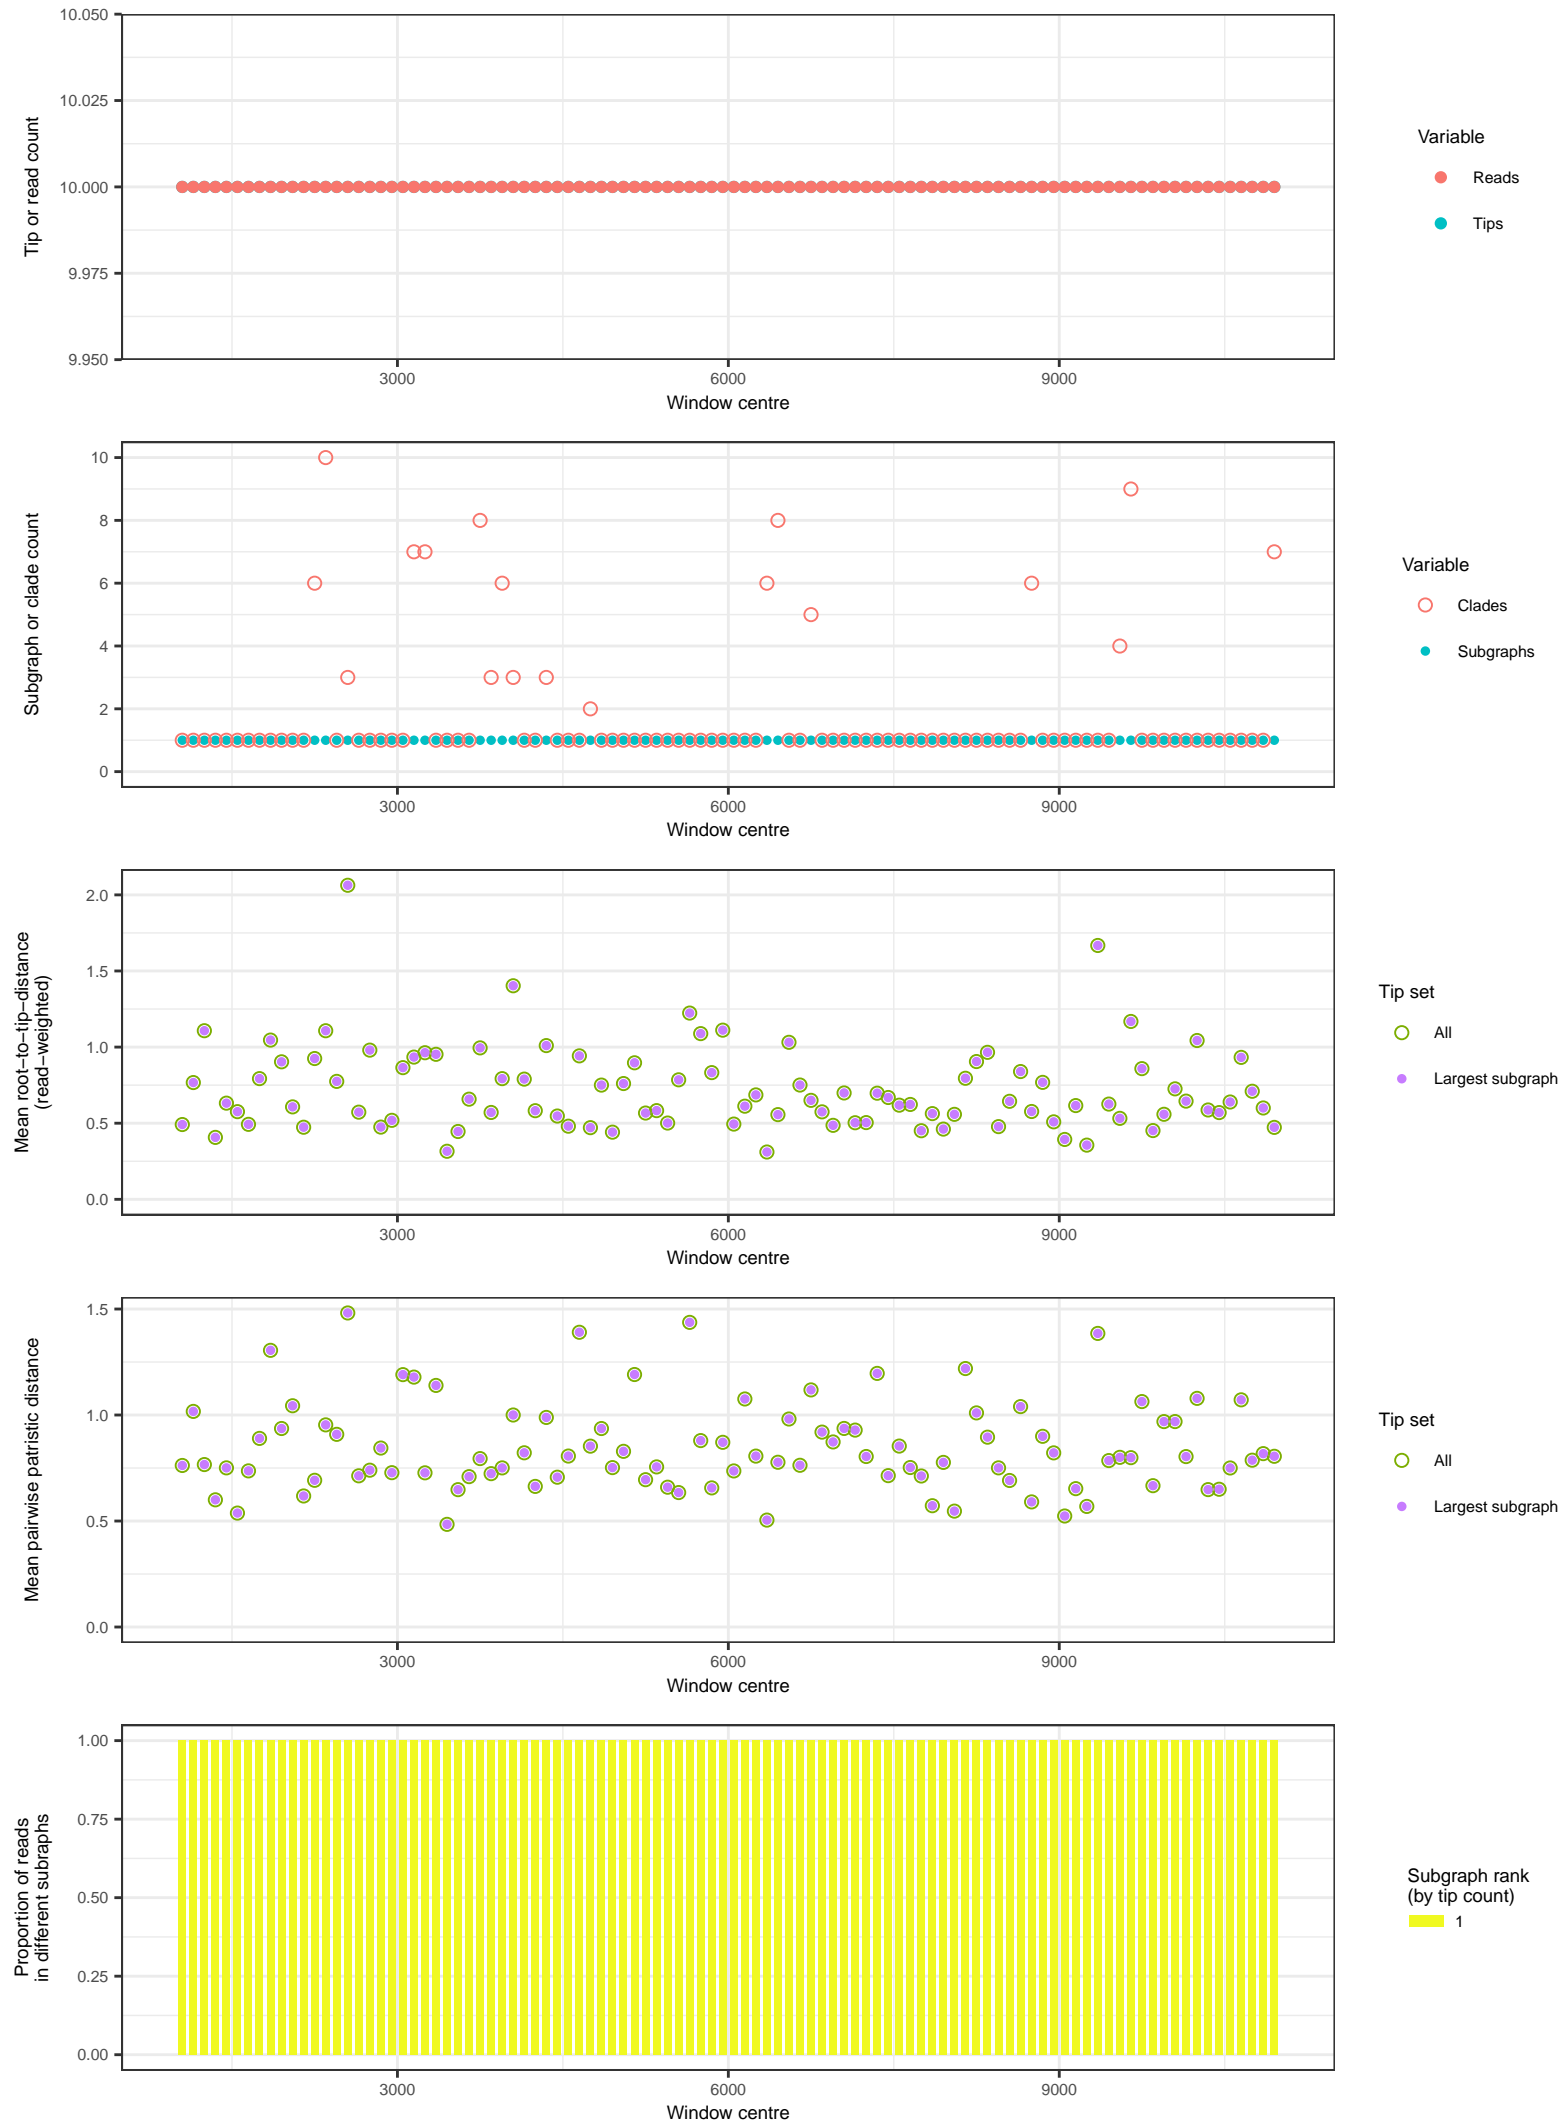 10.050
10.025
10.000
9.975
9.950
Tip or read count
3000 6000 9000
Window centre
Variable
Reads
Tips
10
8
6
4
2
0
Subgraph or clade count
3000 6000 9000
Window centre
Variable
Clades
Subgraphs
2.0
1.5
1.0
0.5
0.0
Mean root−to−tip−distance
(read−weighted)
3000 6000 9000
Window centre
Tip set
All
Largest subgraph
1.5
1.0
0.5
0.0
Mean pairwise patristic distance
3000 6000 9000
Window centre
Tip set
All
Largest subgraph
1.00
0.75
0.50
0.25
0.00
Proportion of reads
in different subraphs
3000 6000 9000
Window centre
Subgraph rank
(by tip count)
1